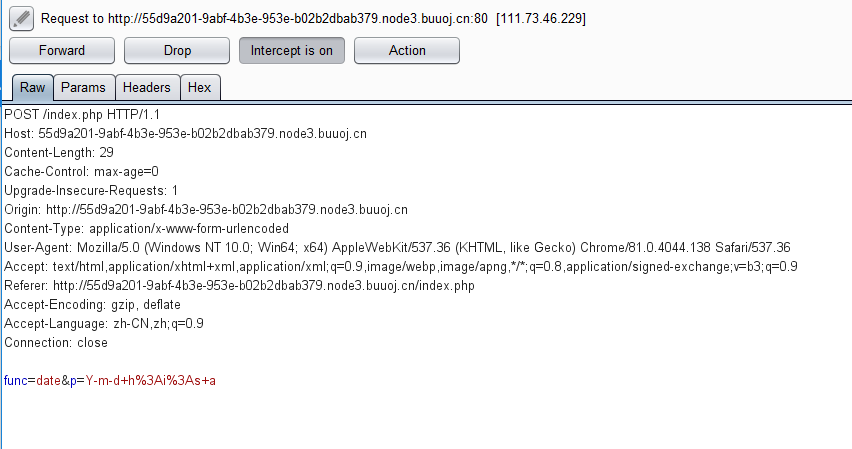 Request to http://55d9a201-9abf-4b3e-953e-b02b2dbab379.node3.buuoj.cn:80 [111.73.46.229]
Forward Drop Intercept is on Action
Raw Params Headers Hex
POST /index.php HTTP/1.1
Host: 55d9a201-9abf-4b3e-953e-b02b2dbab379.node3.buuoj.cn
Content-Length: 29
Cache-Control: max-age=0
Upgrade-Insecure-Requests: 1
Origin: http://55d9a201-9abf-4b3e-953e-b02b2dbab379.node3.buuoj.cn
Content-Type: application/x-www-form-urlencoded
User-Agent: Mozilla/5.0 (Windows NT 10.0; Win64; x64) AppleWebKit/537.36 (KHTML, like Gecko) Chrome/81.0.4044.138 Safari/537.36
Accept: text/html,application/xhtml+xml,application/xml;q=0.9,image/webp,image/apng,*/*;q=0.8,application/signed-exchange;v=b3;q=0.9
Referer: http://55d9a201-9abf-4b3e-953e-b02b2dbab379.node3.buuoj.cn/index.php
Accept-Encoding: gzip, deflate
Accept-Language: zh-CN,zh;q=0.9
Connection: close
func=date&p=Y-m-d+h%3Ai%3As+a